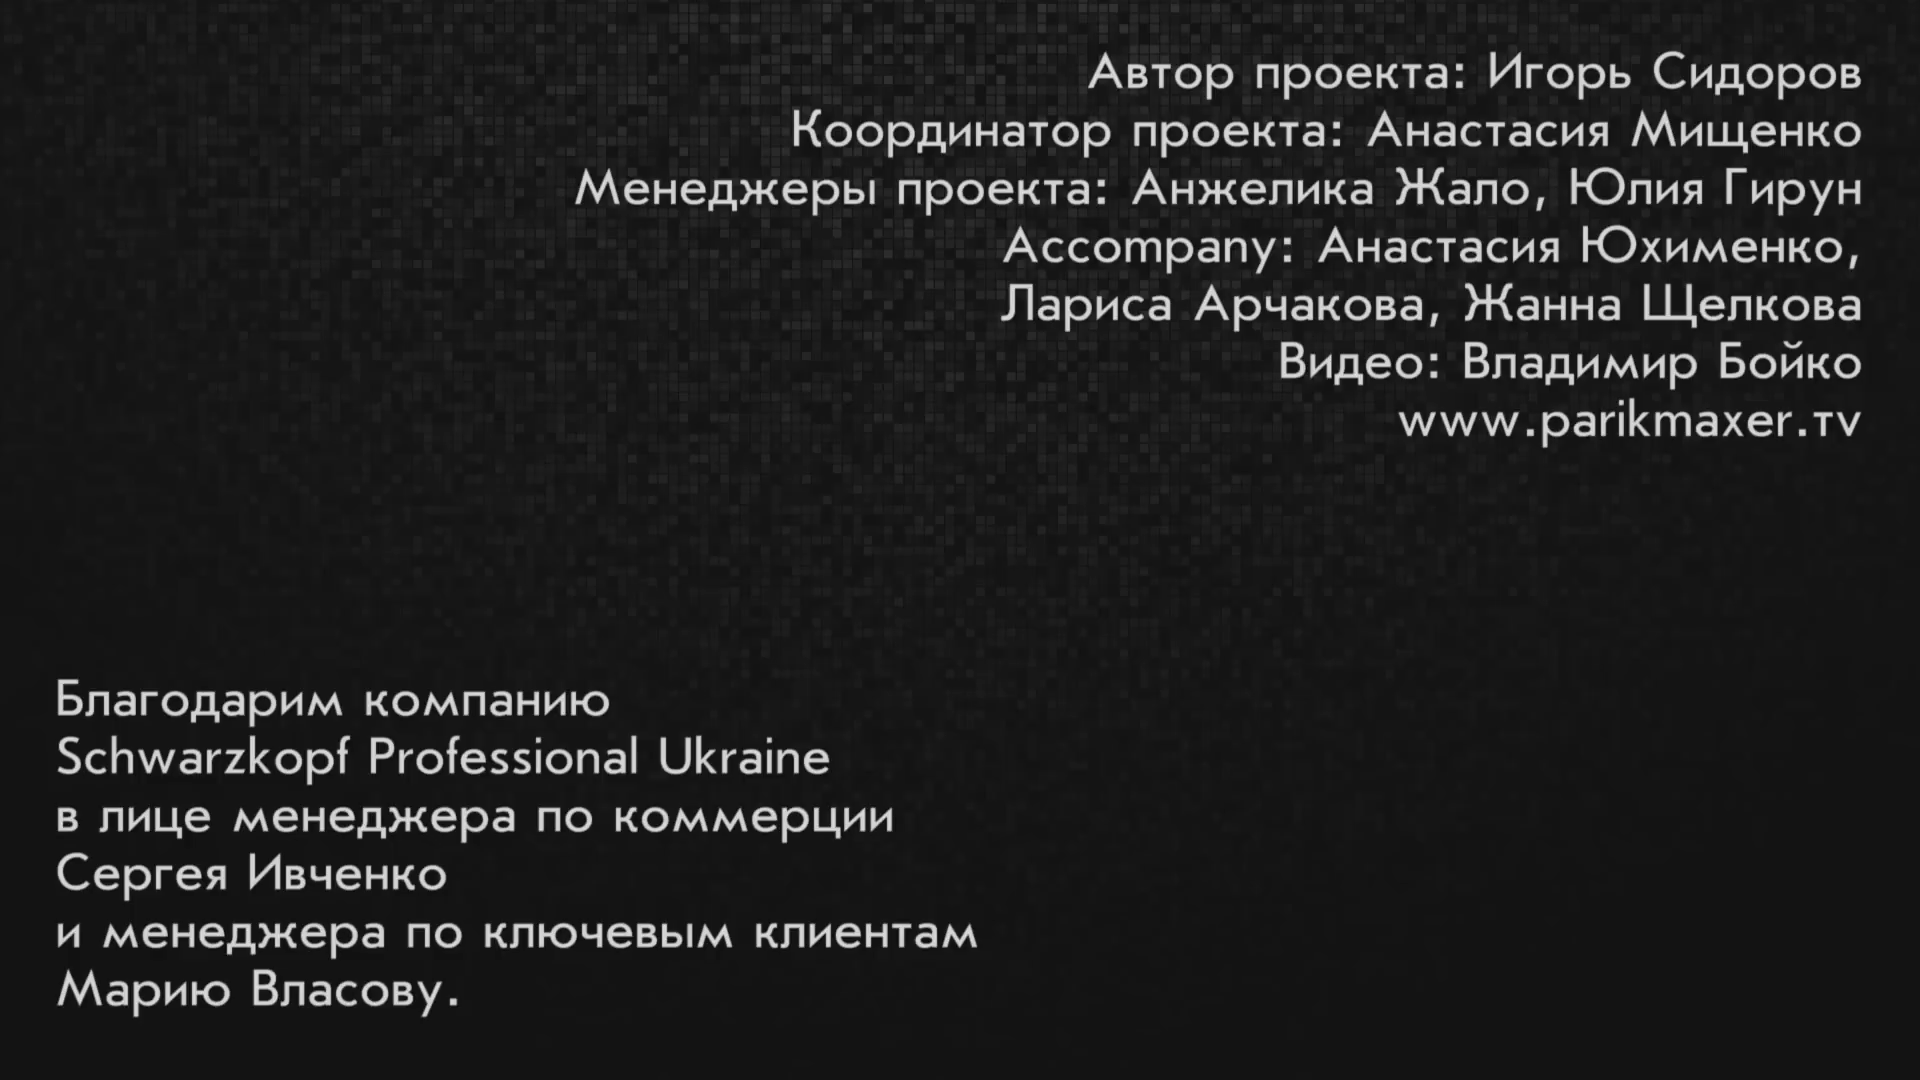 Автор проекта: Игорь Сидоров
Координатор проекта: Анастасия Мищенко
Менеджеры проекта: Анжелика Жало, Юлия Гирун
Accompany: Анастасия Юхименко,
Лариса Арчакова, Жанна Щелкова
Видео: Владимир Бойко
www.parikmaxer.tv
Благодарим компанию
Schwarzkopf Professional Ukraine
в лице менеджера по коммерции
Сергея Ивченко
и менеджера по ключевым клиентам
Марию Власову.